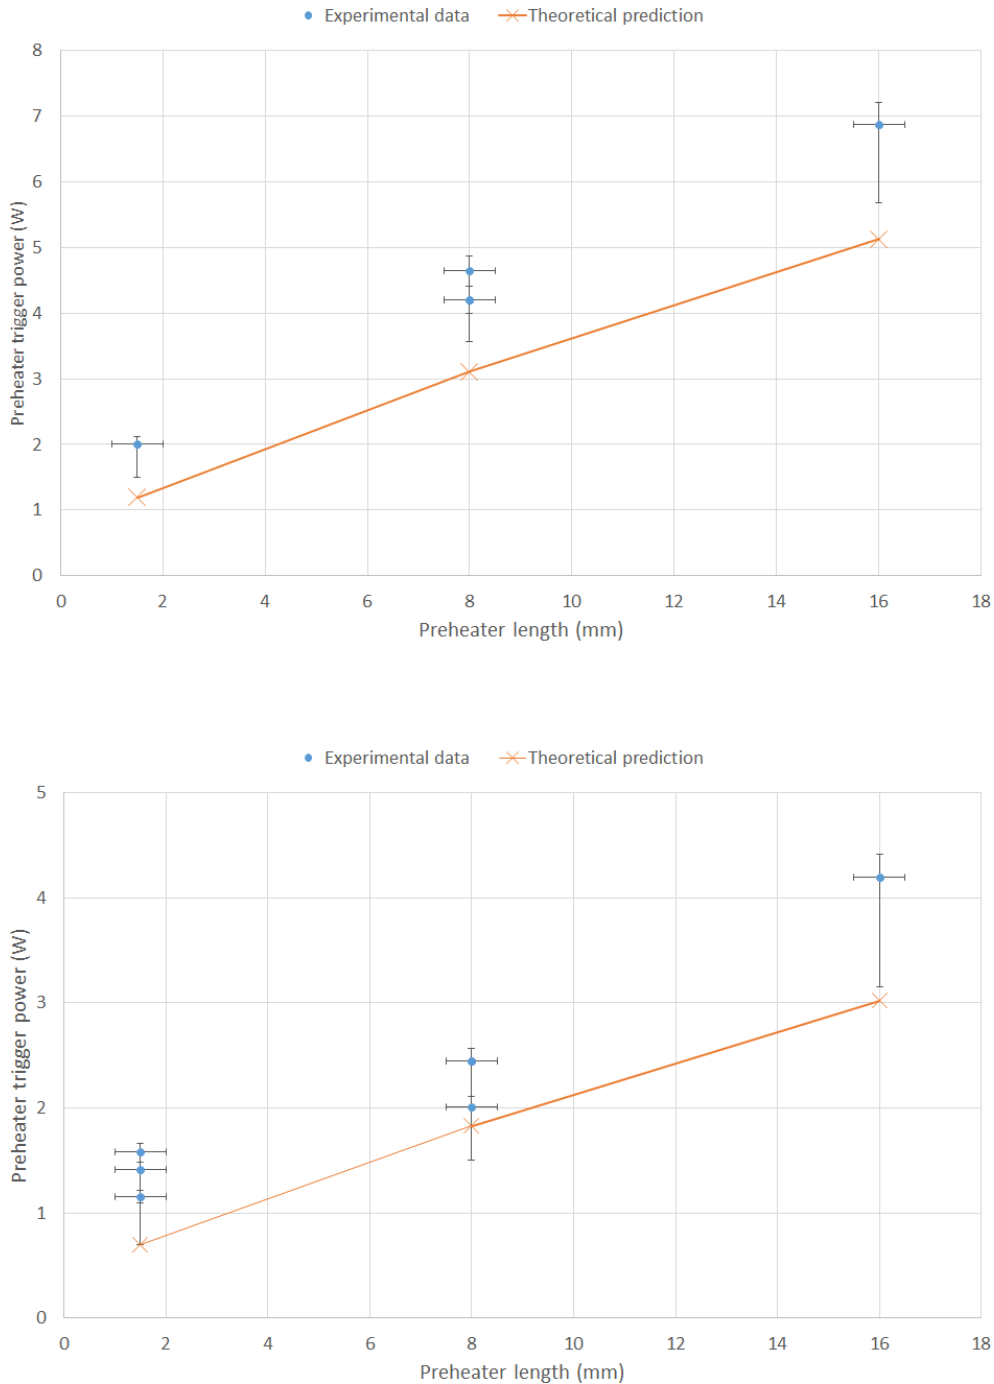 Experimental data Theoretical prediction
8
7
6
5
4
3
2
1
0
Preheater trigger power (W)
0 2 4 6 8 10 12 14 16 18
Preheater length (mm)
Experimental data Theoretical prediction
5
4
3
2
1
0
Preheater trigger power (W)
0 2 4 6 8 10 12 14 16 18
Preheater length (mm)